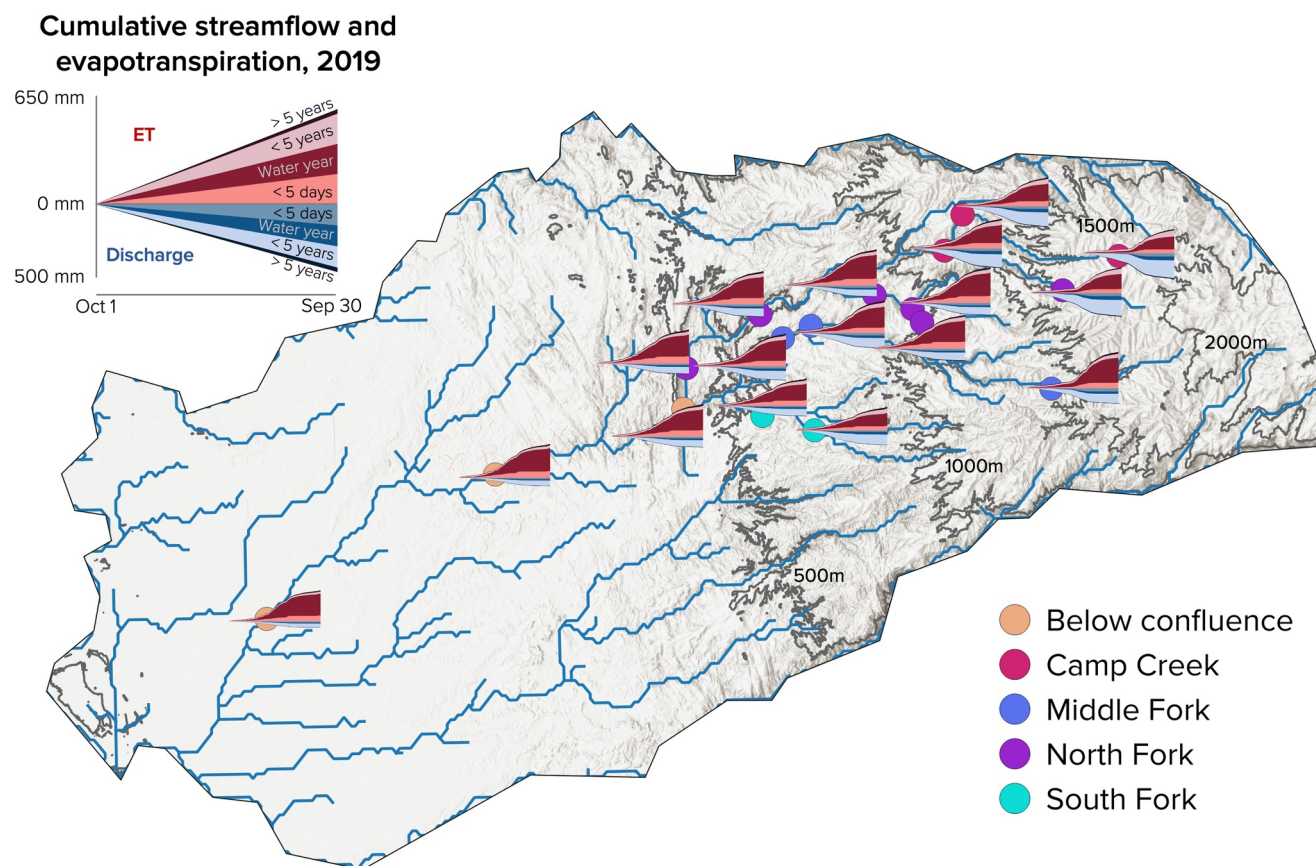 Cumulative streamflow and
evapotranspiration, 2019
650 mm
ET
> 5 years
< 5 years
Water year
< 5 days
0 mm
< 5 days
Water year
< 5 years
> 5 years
Discharge
500 mm
Oct 1
Sep 30
1500m
2000m
1000m
500m
Below confluence
Camp Creek
Middle Fork
North Fork
South Fork